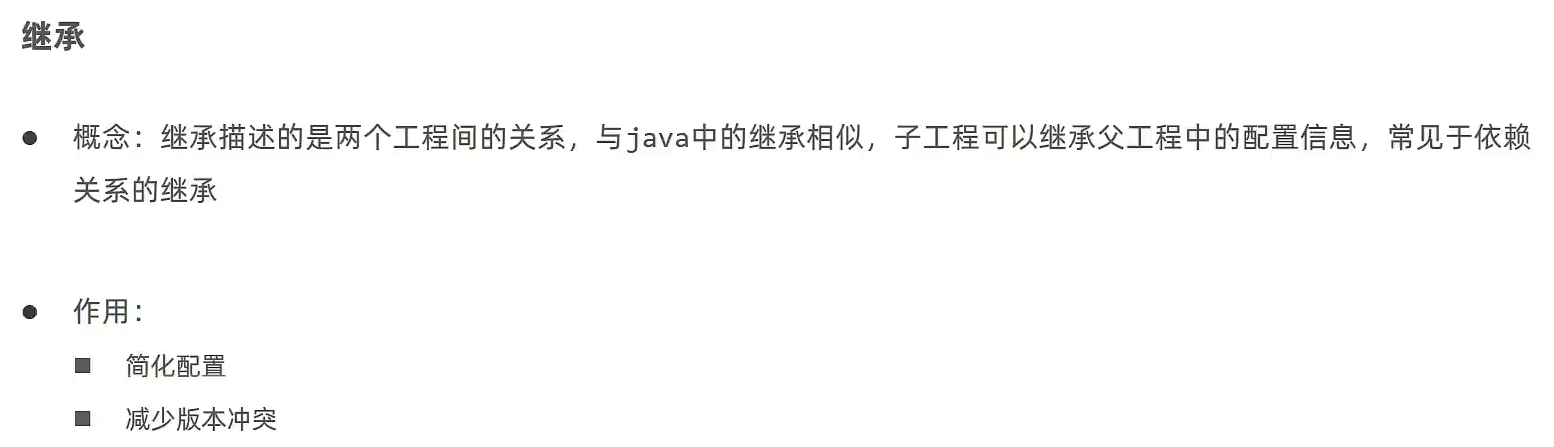 继承
● 概念：继承描述的是两个工程间的关系，与java中的继承相似，子工程可以继承父工程中的配置信息，常见于依赖
关系的继承
● 作用：
■ 简化配置
■ 减少版本冲突